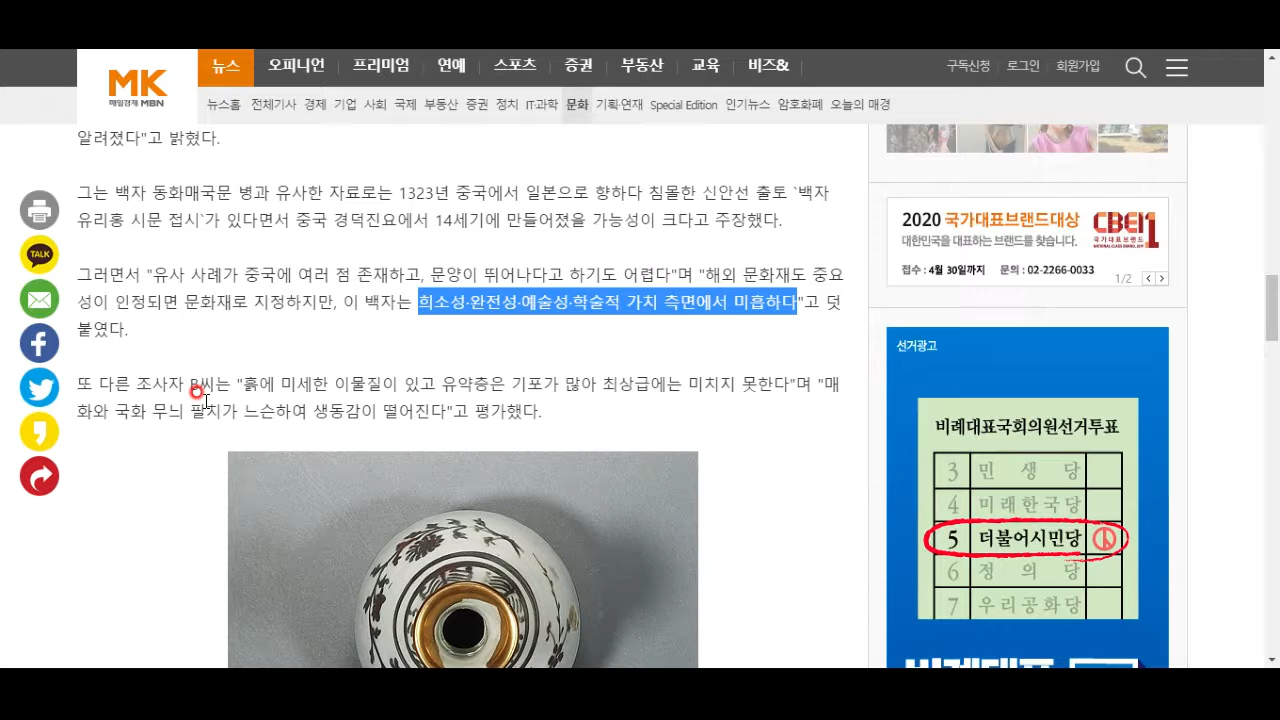 MK
매일경제 MBN
뉴스 오피니언 프리미엄 연예 스포츠 증권 부동산 교육 비즈&
구독신청 로그인 회원가입
뉴스홈 전체기사 경제 기업 사회 국제 부동산 증권 정치 IT·과학 문화 기획·연재 Special Edition 인기뉴스 암호화폐 오늘의 매경
알려졌다"고 밝혔다.
그는 백자 동화매국문 병과 유사한 자료로는 1323년 중국에서 일본으로 향하다 침몰한 신안선 출토 `백자
유리홍 시문 접시`가 있다면서 중국 경덕진요에서 14세기에 만들어졌을 가능성이 크다고 주장했다.
그러면서 "유사 사례가 중국에 여러 점 존재하고, 문양이 뛰어나다고 하기도 어렵다"며 "해외 문화재도 중요
성이 인정되면 문화재로 지정하지만, 이 백자는 희소성·완전성·예술성·학술적 가치 측면에서 미흡하다"고 덧
붙였다.
또 다른 조사자 B씨는 "흙에 미세한 이물질이 있고 유약층은 기포가 많아 최상급에는 미치지 못한다"며 "매
화와 국화 무늬 필치가 느슨하여 생동감이 떨어진다"고 평가했다.
TALK
2020 국가대표브랜드대상
대한민국을 대표하는 브랜드를 찾습니다.
접수 : 4월 30일까지 문의 : 02-2266-0033
1/2
선거광고
비례대표국회의원선거투표
3 민생당
4 미래한국당
5 더불어시민당
6 정의당
7 우리공화당